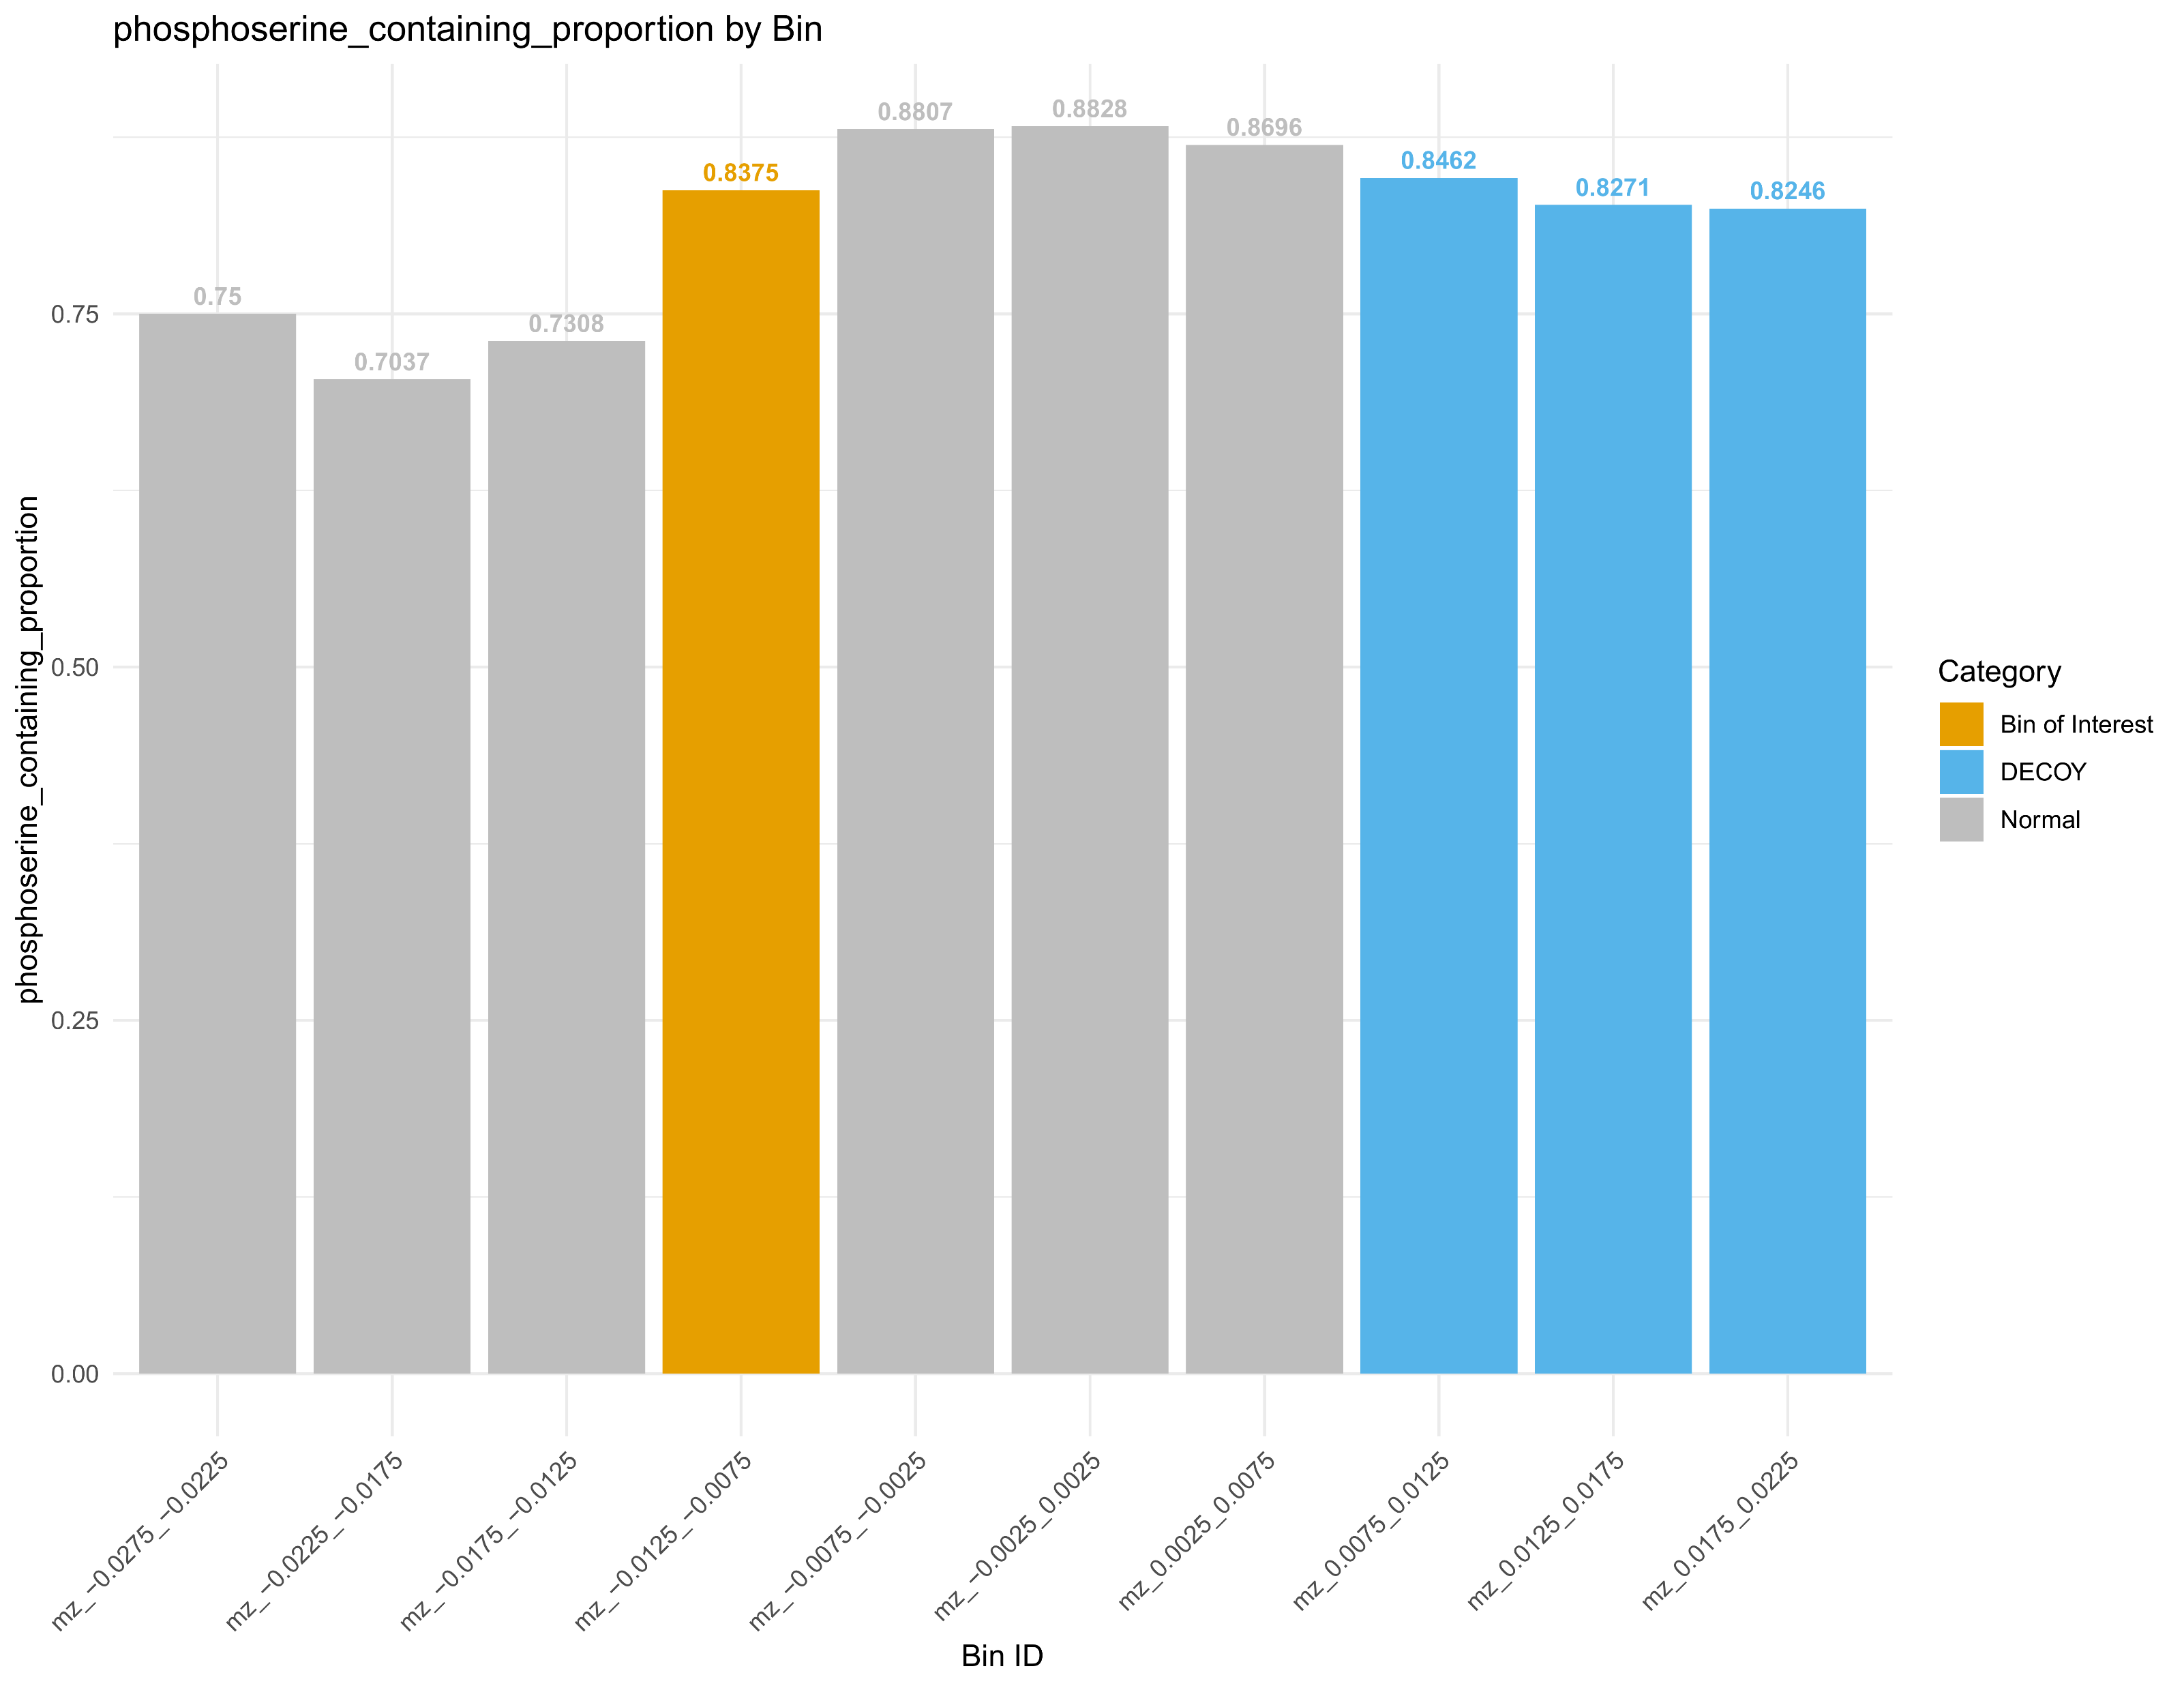 phosphoserine_containing_proportion by Bin
phosphoserine_containing_proportion
0.75
0.50
0.25
0.00
0.75
0.7037
0.7308
0.8375
0.8807
0.8828
0.8696
0.8462
0.8271
0.8246
mz_−0.0275_−0.0225
mz_−0.0225_−0.0175
mz_−0.0175_−0.0125
mz_−0.0125_−0.0075
mz_−0.0075_−0.0025
mz_−0.0025_0.0025
mz_0.0025_0.0075
mz_0.0075_0.0125
mz_0.0125_0.0175
mz_0.0175_0.0225
Bin ID
Category
Bin of Interest
DECOY
Normal